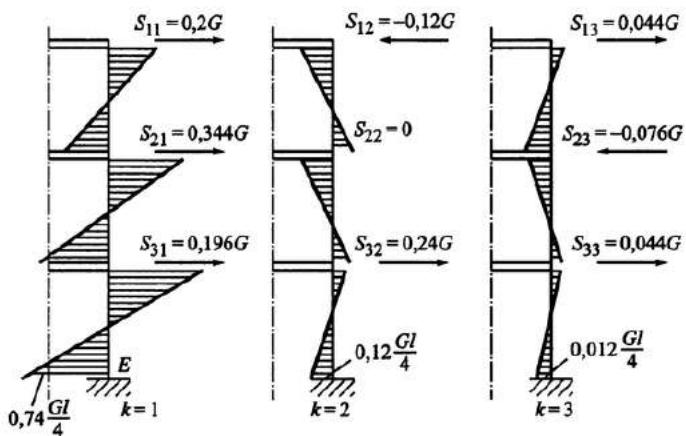 S₁₁ = 0,2G
S₂₁ = 0,344G
S₃₁ = 0,196G
0,74 Gl/4
E
k = 1
S₁₂ = −0,12G
S₂₂ = 0
S₃₂ = 0,24G
0,12 Gl/4
k = 2
S₁₃ = 0,044G
S₂₃ = −0,076G
S₃₃ = 0,044G
0,012 Gl/4
k = 3